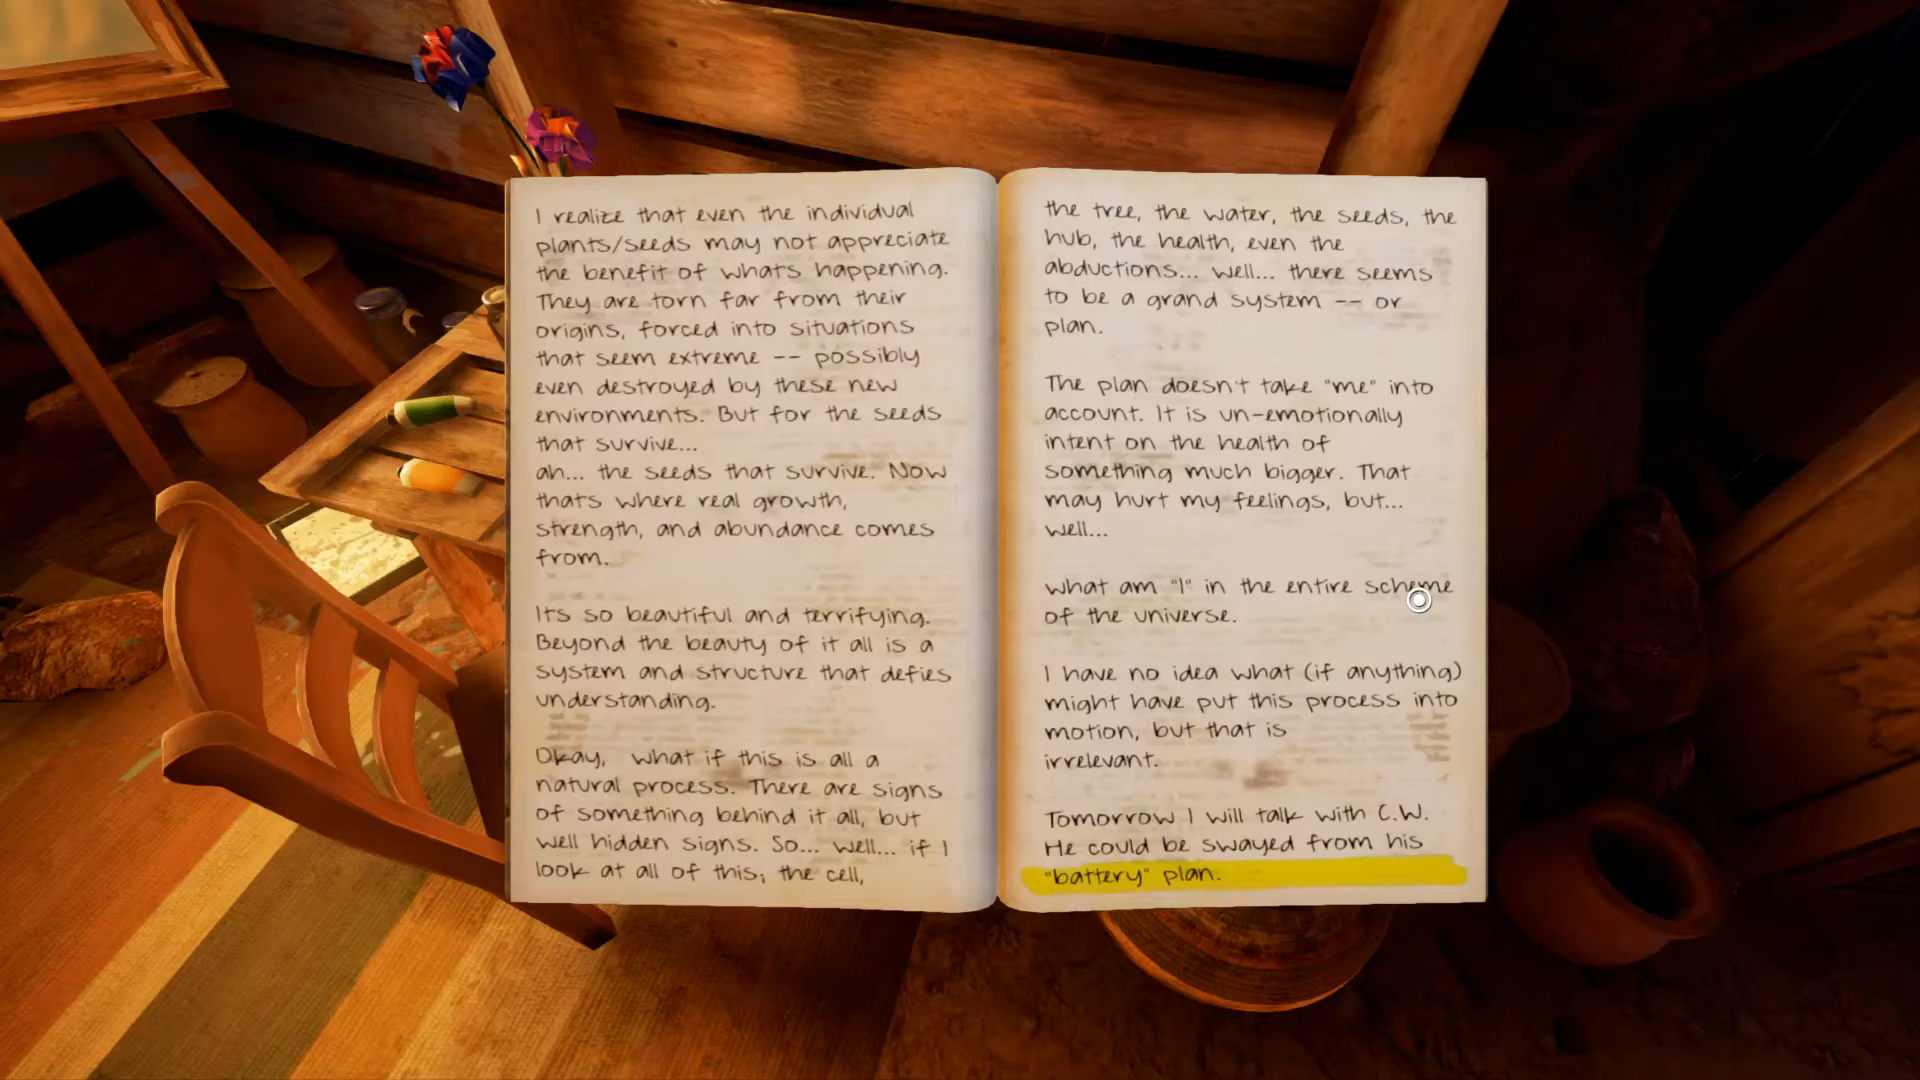 I realize that even the individual
plants/seeds may not appreciate
the benefit of whats happening.
They are torn far from their
origins, forced into situations
that seem extreme -- possibly
even destroyed by these new
environments. But for the seeds
that survive...
ah... the seeds that survive. Now
thats where real growth,
strength, and abundance comes
from.
Its so beautiful and terrifying.
Beyond the beauty of it all is a
system and structure that defies
understanding.
Okay, what if this is all a
natural process. There are signs
of something behind it all, but
well hidden signs. So... well... if I
look at all of this; the cell,
the tree, the water, the seeds, the
hub, the health, even the
abductions... well... there seems
to be a grand system -- or
plan.
The plan doesn't take "me" into
account. It is un-emotionally
intent on the health of
something much bigger. That
may hurt my feelings, but...
well...
what am "I" in the entire scheme
of the universe.
I have no idea what (if anything)
might have put this process into
motion, but that is
irrelevant.
Tomorrow I will talk with C.W.
He could be swayed from his
"battery" plan.